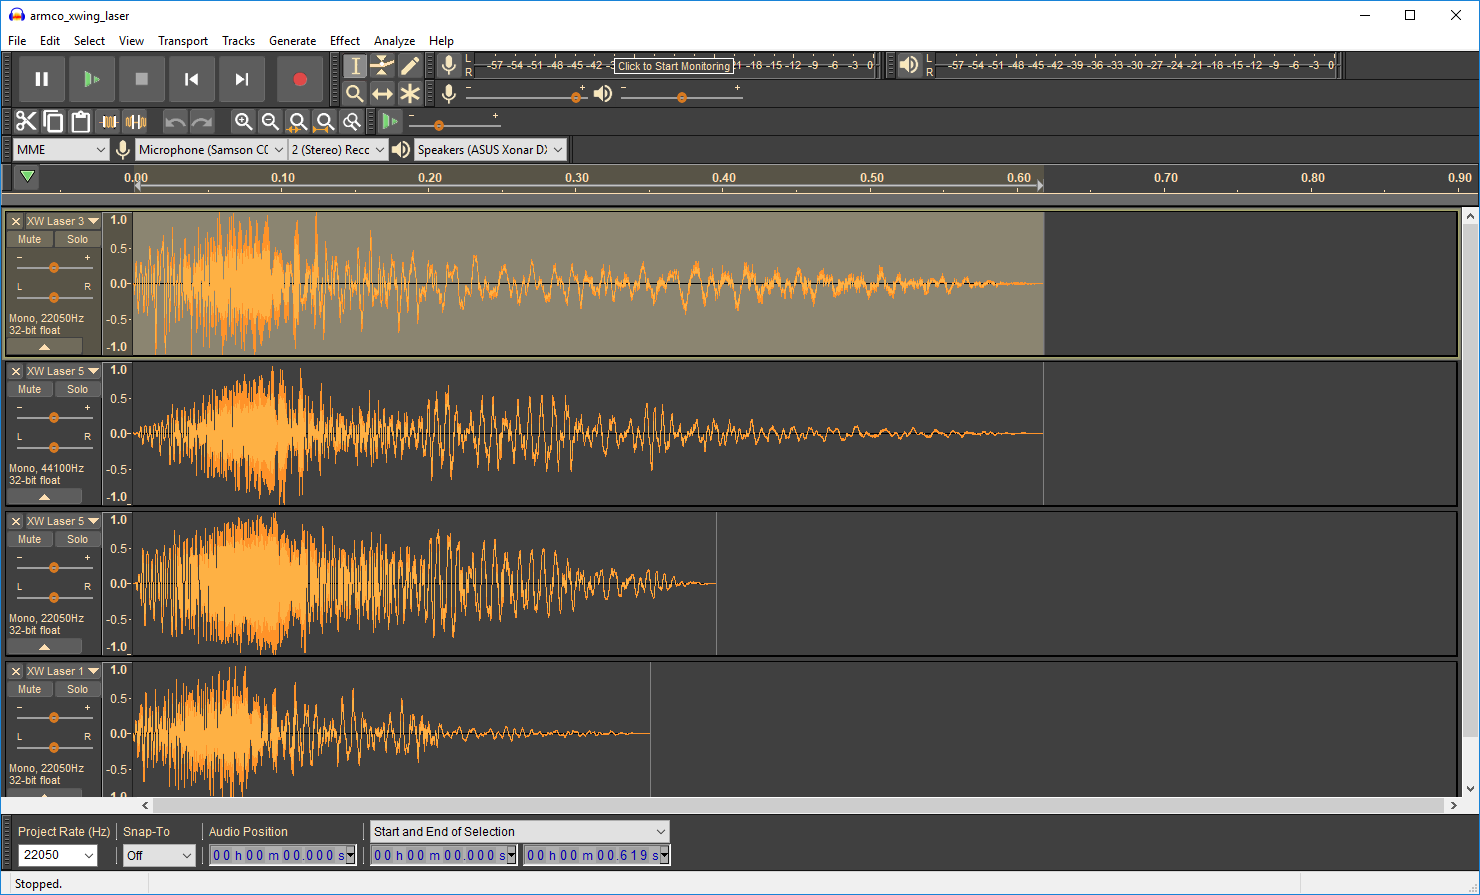 armco_xwing_laser
File Edit Select View Transport Tracks Generate Effect Analyze Help
L
R
-57 -54 -51 -48 -45 -42 Click to Start Monitoring -18 -15 -12 -9 -6 -3 0
L
R
-57 -54 -51 -48 -45 -42 -39 -36 -33 -30 -27 -24 -21 -18 -15 -12 -9 -6 -3 0
- + - +
- +
MME Microphone (Samson 2 (Stereo) Recc Speakers (ASUS Xonar
0.00 0.10 0.20 0.30 0.40 0.50 0.60 0.70 0.80 0.90
XW Laser 3
Mute Solo
- +
L R
Mono, 22050Hz
32-bit float
1.0
0.5-
0.0-
-0.5-
-1.0
XW Laser 5
Mute Solo
- +
L R
Mono, 44100Hz
32-bit float
1.0
0.5-
0.0-
-0.5-
-1.0
XW Laser 5
Mute Solo
- +
L R
Mono, 22050Hz
32-bit float
1.0
0.5-
0.0-
-0.5-
-1.0
XW Laser 1
Mute Solo
- +
L R
Mono, 22050Hz
32-bit float
1.0
0.5-
0.0-
-0.5-
-1.0
Project Rate (Hz) Snap-To Audio Position Start and End of Selection
22050 Off 00 h 00 m 00.000 s 00 h 00 m 00.000 s 00 h 00 m 00.619 s
Stopped.